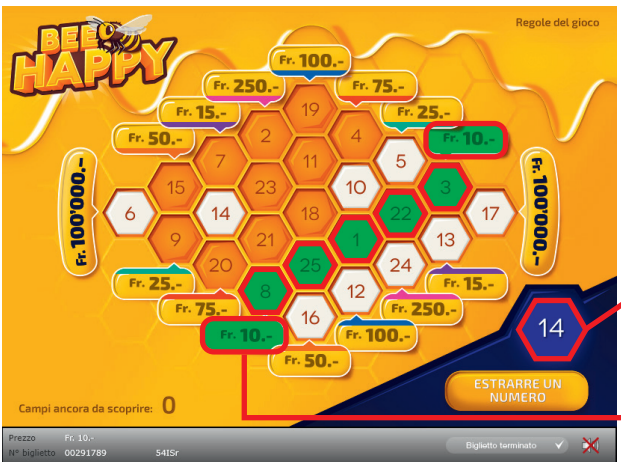 BEE
HAPPY
Regole del gioco
Fr. 100.-
Fr. 250.-
Fr. 75.-
Fr. 15.-
Fr. 25.-
Fr. 50.-
Fr. 10.-
19
2
4
7
11
5
15
23
10
3
Fr. 100'000.-
6
14
18
22
17
Fr. 100'000.-
9
21
1
13
20
25
24
8
12
16
Fr. 25.-
Fr. 15.-
Fr. 75.-
Fr. 250.-
Fr. 10.-
Fr. 100.-
Fr. 50.-
14
ESTRARRE UN
NUMERO
Campi ancora da scoprire: 0
Prezzo Fr. 10.-
N° biglietto 00291789 54ISr
Biglietto terminato